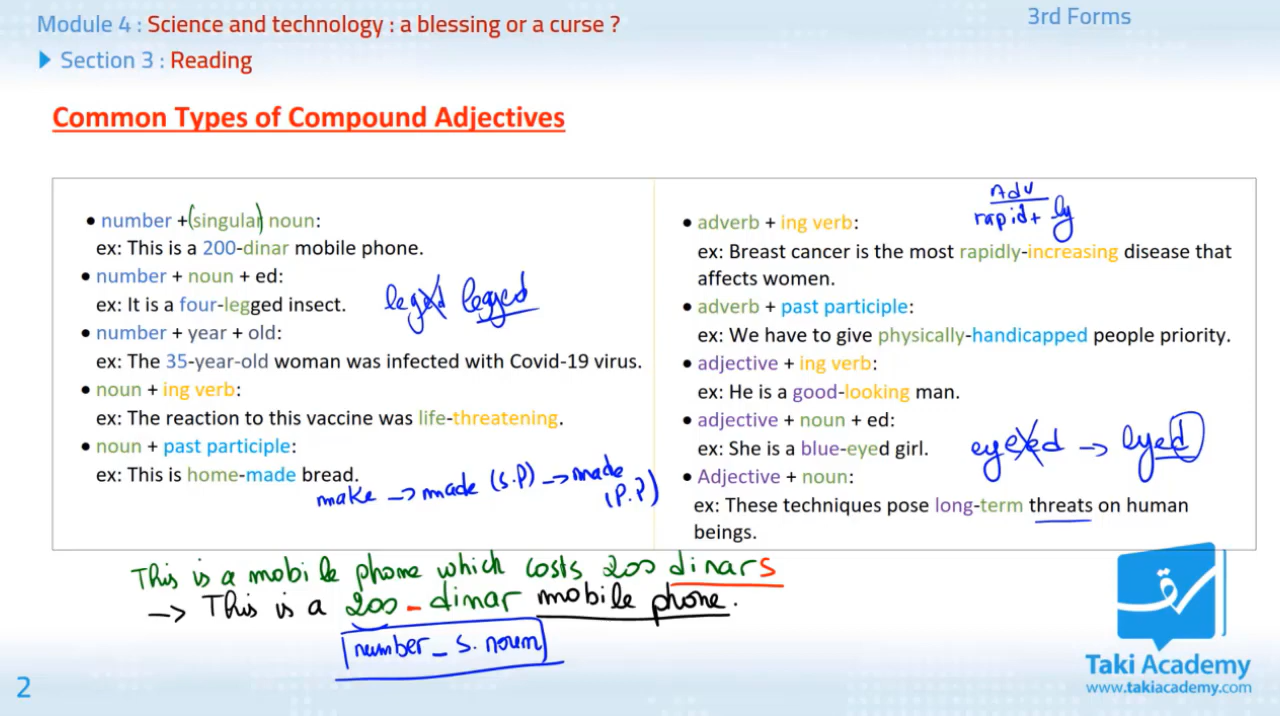 Module 4 : Science and technology : a blessing or a curse ?
3rd Forms
Section 3 : Reading
Common Types of Compound Adjectives
• number +(singular) noun:
ex: This is a 200-dinar mobile phone.
• number + noun + ed:
ex: It is a four-legged insect.
leged legged
• number + year + old:
ex: The 35-year-old woman was infected with Covid-19 virus.
• noun + ing verb:
ex: The reaction to this vaccine was life-threatening.
• noun + past participle:
ex: This is home-made bread.
make → made (S.P) → made
(P.P)
Adv
rapid+ ly
• adverb + ing verb:
ex: Breast cancer is the most rapidly-increasing disease that
affects women.
• adverb + past participle:
ex: We have to give physically-handicapped people priority.
• adjective + ing verb:
ex: He is a good-looking man.
• adjective + noun + ed:
ex: She is a blue-eyed girl.
eyeed → eyed
• Adjective + noun:
ex: These techniques pose long-term threats on human
beings.
This is a mobile phone which costs 200 dinars
→ This is a 200 - dinar mobile phone.
number - s. noun
2
Taki Academy
www.takiacademy.com